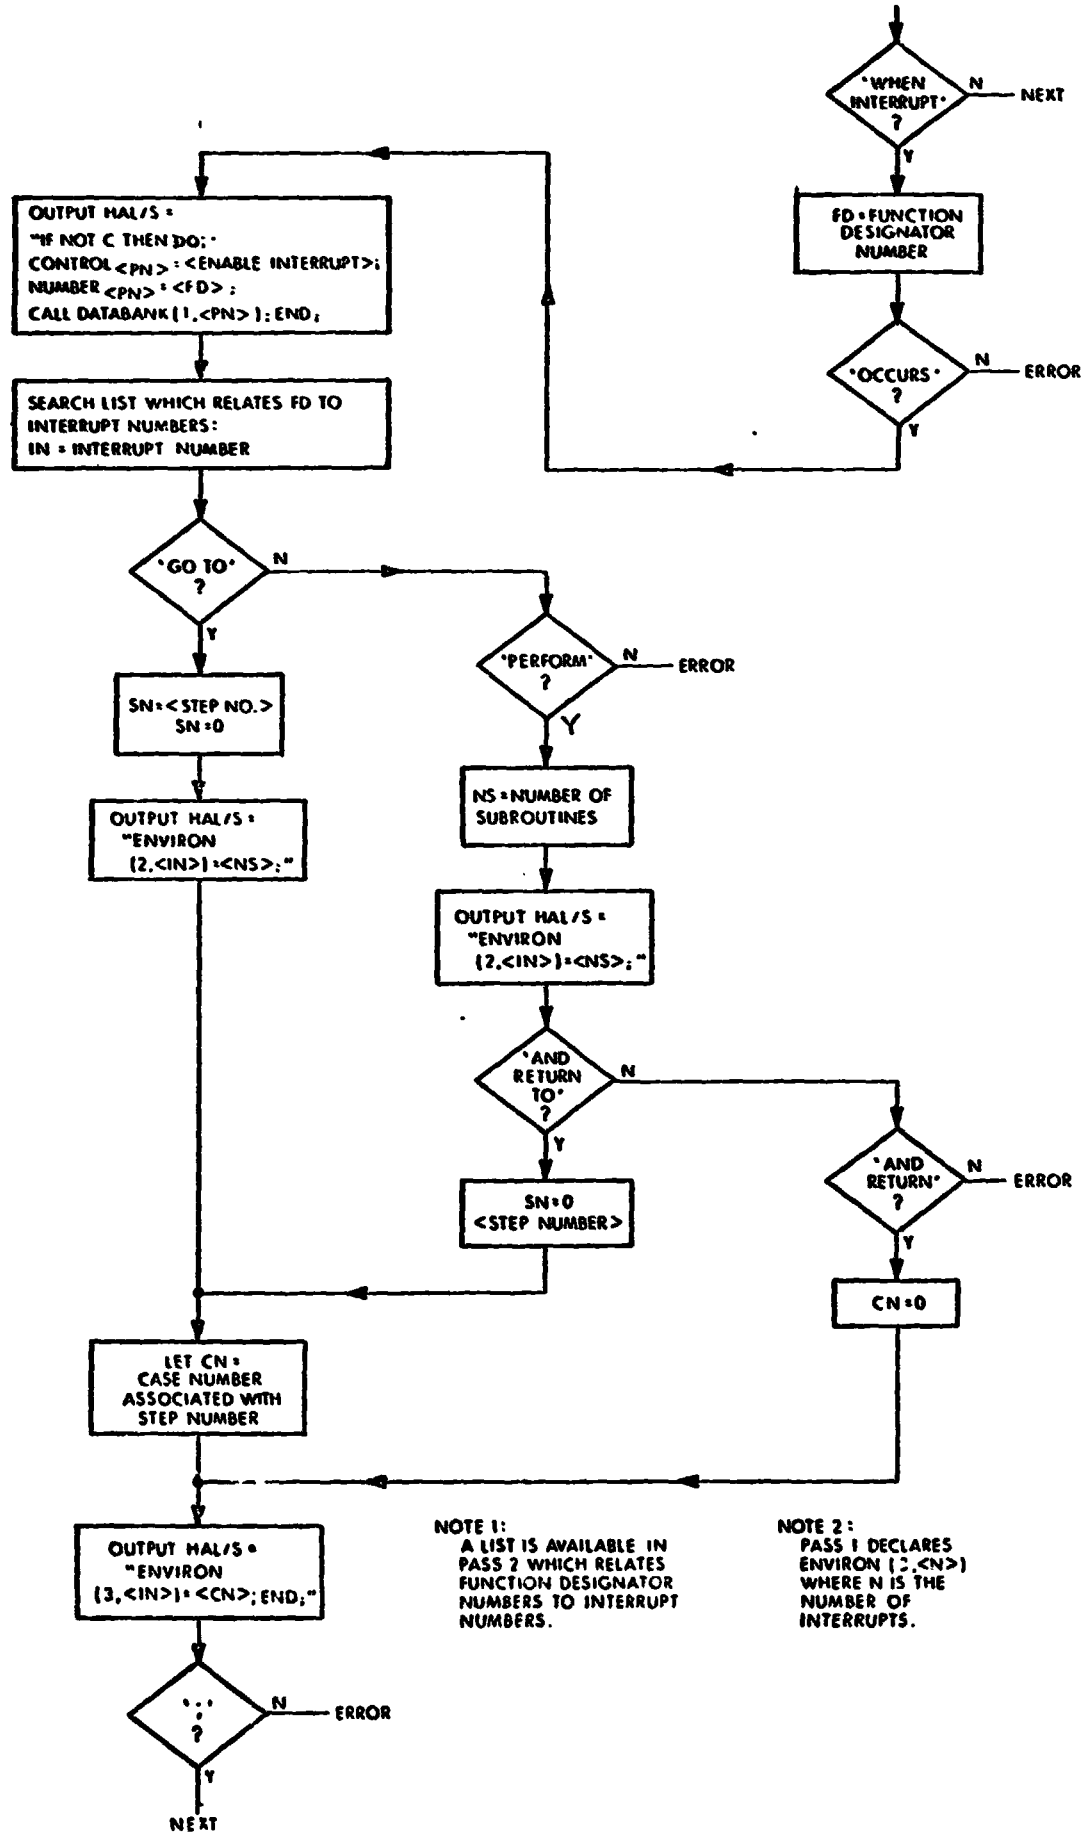 "WHEN
INTERRUPT"
?
N
NEXT
Y
FD = FUNCTION
DESIGNATOR
NUMBER
"OCCURS"
?
N
ERROR
Y
OUTPUT HAL/S =
"IF NOT C THEN DO;"
CONTROL<PN> = <ENABLE INTERRUPT>;
NUMBER<PN> = <FD>;
CALL DATABANK(1,<PN>); END;
SEARCH LIST WHICH RELATES FD TO
INTERRUPT NUMBERS:
IN = INTERRUPT NUMBER
"GO TO"
?
N
Y
"PERFORM"
?
N
ERROR
Y
SN=<STEP NO.>
SN=0
OUTPUT HAL/S =
"ENVIRON
(2,<IN>)=<NS>;"
NS = NUMBER OF
SUBROUTINES
OUTPUT HAL/S =
"ENVIRON
(2,<IN>)=<NS>;"
"AND
RETURN
TO"
?
N
Y
"AND
RETURN"
?
N
ERROR
Y
SN=0
<STEP NUMBER>
CN=0
LET CN =
CASE NUMBER
ASSOCIATED WITH
STEP NUMBER
OUTPUT HAL/S =
"ENVIRON
(3,<IN>)=<CN>; END;"
NOTE 1:
A LIST IS AVAILABLE IN
PASS 2 WHICH RELATES
FUNCTION DESIGNATOR
NUMBERS TO INTERRUPT
NUMBERS.
NOTE 2:
PASS 1 DECLARES
ENVIRON (3,<N>)
WHERE N IS THE
NUMBER OF
INTERRUPTS.
";"
?
N
ERROR
Y
NEXT